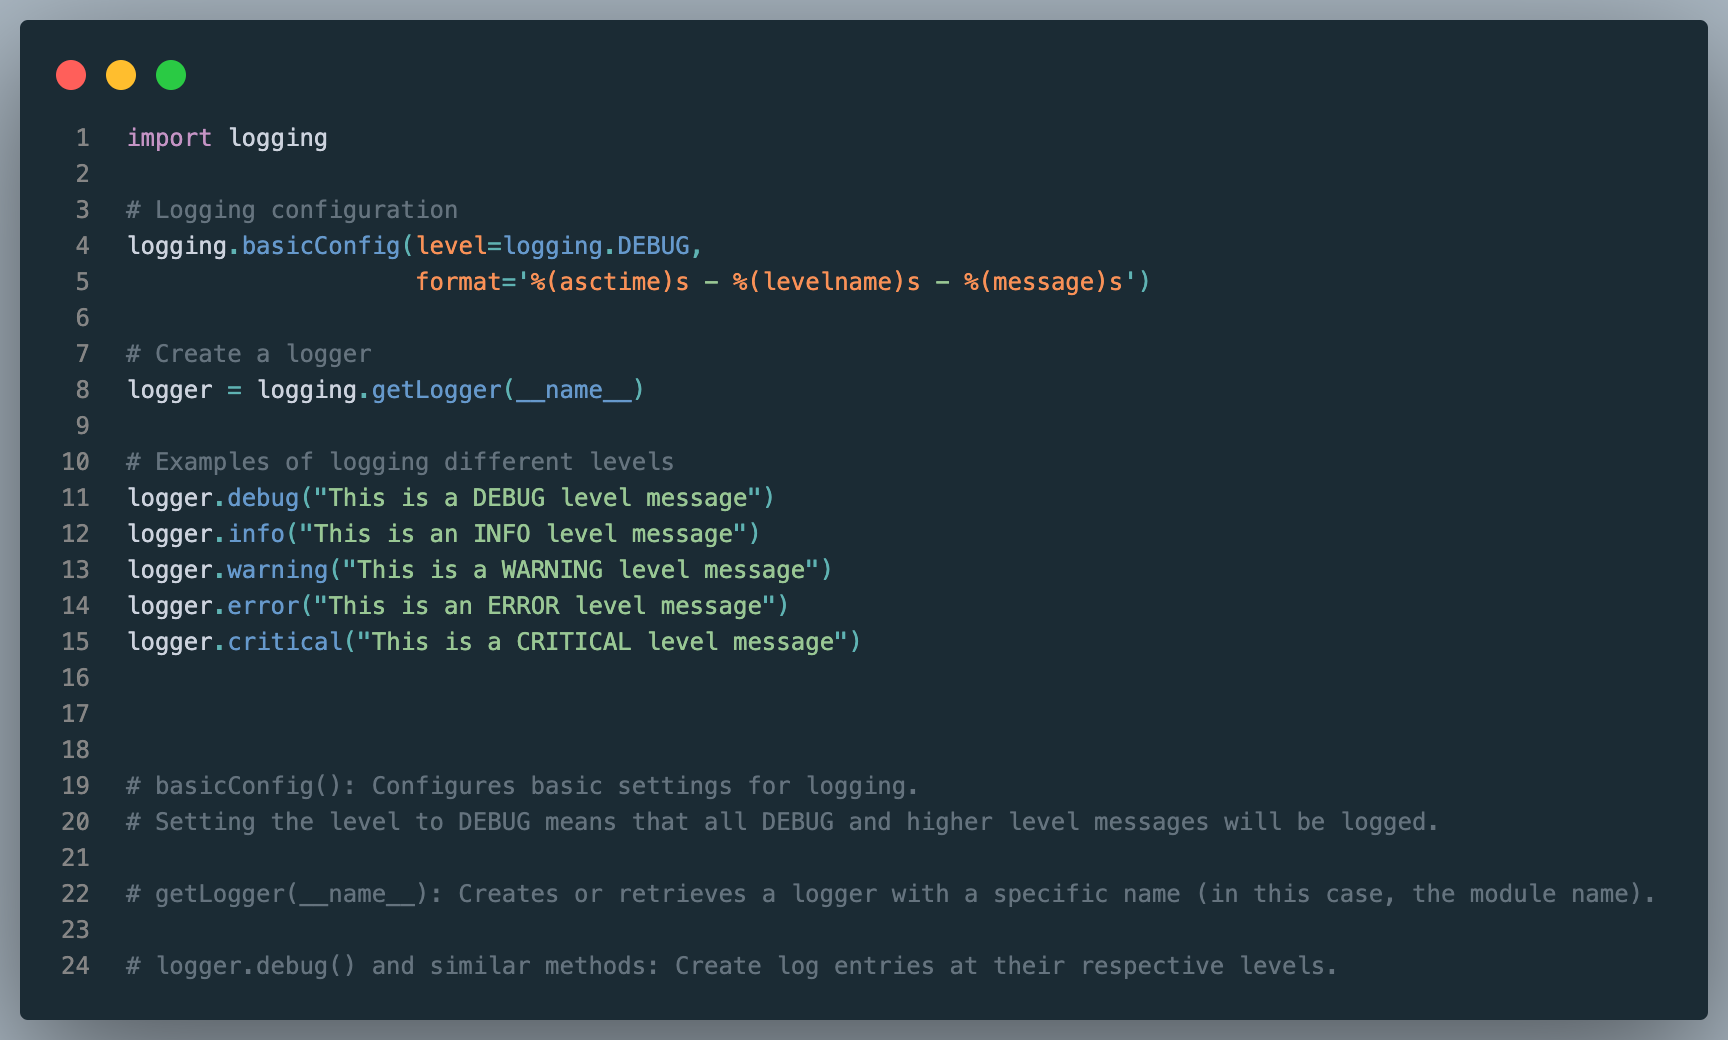 1 import logging
2
3 # Logging configuration
4 logging.basicConfig(level=logging.DEBUG,
5                     format='%(asctime)s - %(levelname)s - %(message)s')
6
7 # Create a logger
8 logger = logging.getLogger(__name__)
9
10 # Examples of logging different levels
11 logger.debug("This is a DEBUG level message")
12 logger.info("This is an INFO level message")
13 logger.warning("This is a WARNING level message")
14 logger.error("This is an ERROR level message")
15 logger.critical("This is a CRITICAL level message")
16
17
18
19 # basicConfig(): Configures basic settings for logging.
20 # Setting the level to DEBUG means that all DEBUG and higher level messages will be logged.
21
22 # getLogger(__name__): Creates or retrieves a logger with a specific name (in this case, the module name).
23
24 # logger.debug() and similar methods: Create log entries at their respective levels.